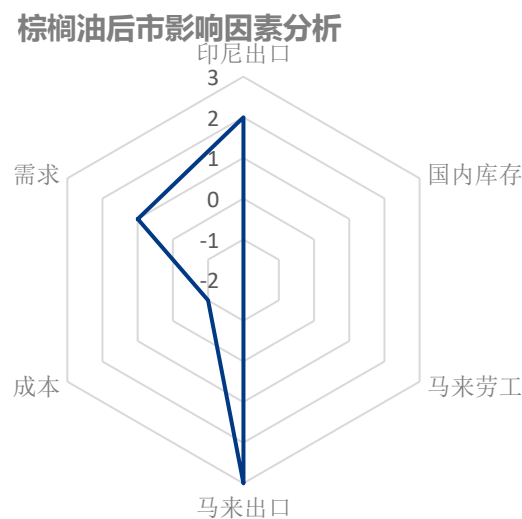 棕榈油后市影响因素分析
印尼出口
3
2
1
0
-1
-2
需求
国内库存
成本
马来劳工
马来出口